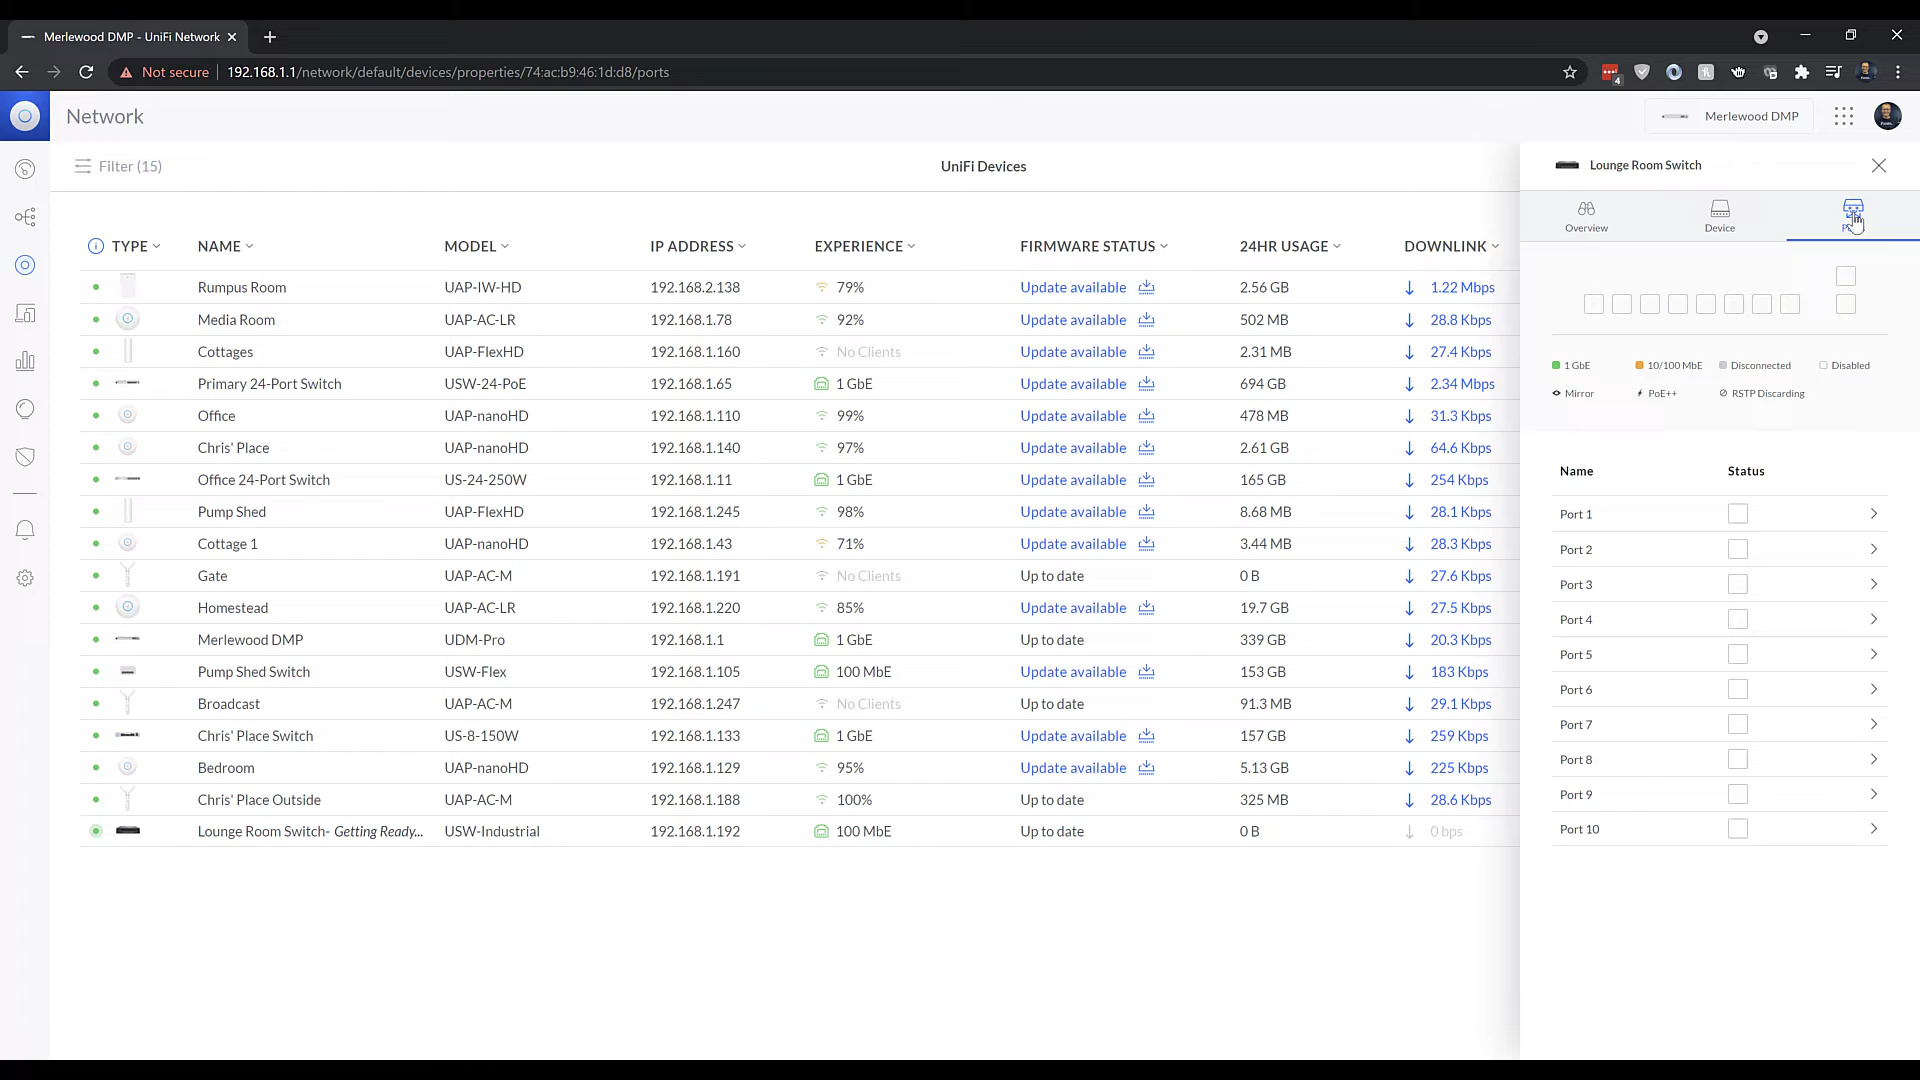 Merlewood DMP - UniFi Network
Not secure 192.168.1.1/network/default/devices/properties/74:ac:b9:46:1d:d8/ports
4
Network
Merlewood DMP
Filter (15)
UniFi Devices
Lounge Room Switch
Overview
Device
TYPE NAME MODEL IP ADDRESS EXPERIENCE FIRMWARE STATUS 24HR USAGE DOWNLINK
Rumpus Room UAP-IW-HD 192.168.2.138 79% Update available 2.56 GB 1.22 Mbps
Media Room UAP-AC-LR 192.168.1.78 92% Update available 502 MB 28.8 Kbps
Cottages UAP-FlexHD 192.168.1.160 No Clients Update available 2.31 MB 27.4 Kbps
Primary 24-Port Switch USW-24-PoE 192.168.1.65 1 GbE Update available 694 GB 2.34 Mbps
Office UAP-nanoHD 192.168.1.110 99% Update available 478 MB 31.3 Kbps
Chris' Place UAP-nanoHD 192.168.1.140 97% Update available 2.61 GB 64.6 Kbps
Office 24-Port Switch US-24-250W 192.168.1.11 1 GbE Update available 165 GB 254 Kbps
Pump Shed UAP-FlexHD 192.168.1.245 98% Update available 8.68 MB 28.1 Kbps
Cottage 1 UAP-nanoHD 192.168.1.43 71% Update available 3.44 MB 28.3 Kbps
Gate UAP-AC-M 192.168.1.191 No Clients Up to date 0 B 27.6 Kbps
Homestead UAP-AC-LR 192.168.1.220 85% Update available 19.7 GB 27.5 Kbps
Merlewood DMP UDM-Pro 192.168.1.1 1 GbE Up to date 339 GB 20.3 Kbps
Pump Shed Switch USW-Flex 192.168.1.105 100 MbE Update available 153 GB 183 Kbps
Broadcast UAP-AC-M 192.168.1.247 No Clients Up to date 91.3 MB 29.1 Kbps
Chris' Place Switch US-8-150W 192.168.1.133 1 GbE Update available 157 GB 259 Kbps
Bedroom UAP-nanoHD 192.168.1.129 95% Update available 5.13 GB 225 Kbps
Chris' Place Outside UAP-AC-M 192.168.1.188 100% Up to date 325 MB 28.6 Kbps
Lounge Room Switch- Getting Ready... USW-Industrial 192.168.1.192 100 MbE Up to date 0 B 0 bps
1 GbE 10/100 MbE Disconnected Disabled
Mirror PoE++ RSTP Discarding
Name Status
Port 1
Port 2
Port 3
Port 4
Port 5
Port 6
Port 7
Port 8
Port 9
Port 10